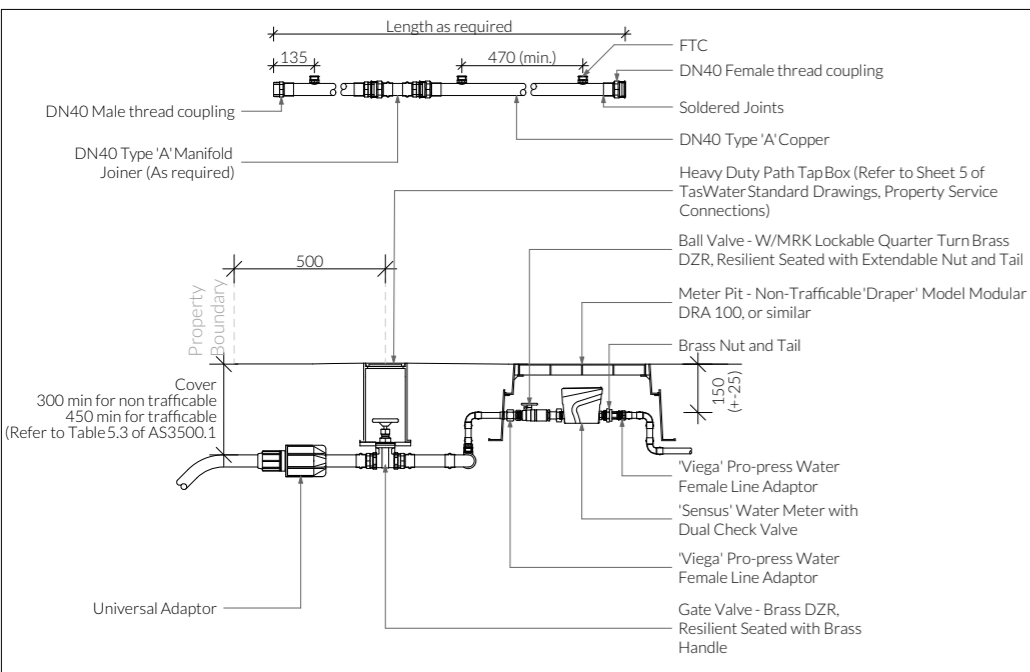 Length as required
135
470 (min.)
FTC
DN40 Female thread coupling
DN40 Male thread coupling
Soldered Joints
DN40 Type 'A' Manifold
Joiner (As required)
DN40 Type 'A' Copper
Heavy Duty Path Tap Box (Refer to Sheet 5 of
TasWater Standard Drawings, Property Service
Connections)
500
Ball Valve - W/MRK Lockable Quarter Turn Brass
DZR, Resilient Seated with Extendable Nut and Tail
Property
Boundary
Meter Pit - Non-Trafficable 'Draper' Model Modular
DRA 100, or similar
Brass Nut and Tail
150
(+-25)
Cover
300 min for non trafficable
450 min for trafficable
(Refer to Table 5.3 of AS3500.1
'Viega' Pro-press Water
Female Line Adaptor
'Sensus' Water Meter with
Dual Check Valve
'Viega' Pro-press Water
Female Line Adaptor
Universal Adaptor
Gate Valve - Brass DZR,
Resilient Seated with Brass
Handle